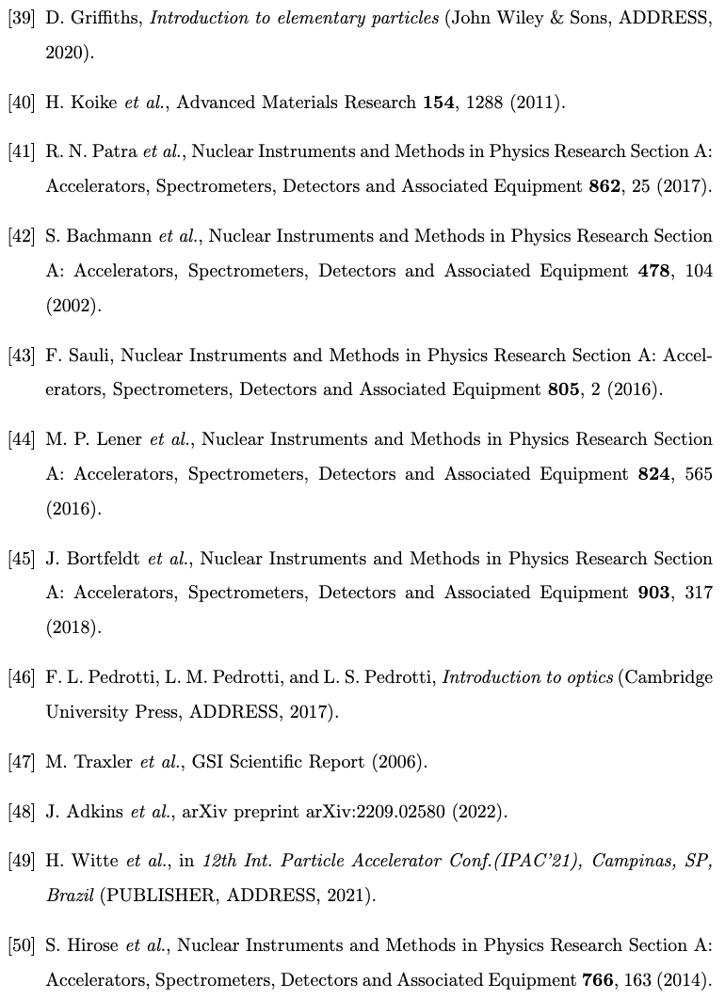 [39] D. Griffiths, Introduction to elementary particles (John Wiley & Sons, ADDRESS,
2020).
[40] H. Koike et al., Advanced Materials Research 154, 1288 (2011).
[41] R. N. Patra et al., Nuclear Instruments and Methods in Physics Research Section A:
Accelerators, Spectrometers, Detectors and Associated Equipment 862, 25 (2017).
[42] S. Bachmann et al., Nuclear Instruments and Methods in Physics Research Section
A: Accelerators, Spectrometers, Detectors and Associated Equipment 478, 104
(2002).
[43] F. Sauli, Nuclear Instruments and Methods in Physics Research Section A: Accel-
erators, Spectrometers, Detectors and Associated Equipment 805, 2 (2016).
[44] M. P. Lener et al., Nuclear Instruments and Methods in Physics Research Section
A: Accelerators, Spectrometers, Detectors and Associated Equipment 824, 565
(2016).
[45] J. Bortfeldt et al., Nuclear Instruments and Methods in Physics Research Section
A: Accelerators, Spectrometers, Detectors and Associated Equipment 903, 317
(2018).
[46] F. L. Pedrotti, L. M. Pedrotti, and L. S. Pedrotti, Introduction to optics (Cambridge
University Press, ADDRESS, 2017).
[47] M. Traxler et al., GSI Scientific Report (2006).
[48] J. Adkins et al., arXiv preprint arXiv:2209.02580 (2022).
[49] H. Witte et al., in 12th Int. Particle Accelerator Conf.(IPAC'21), Campinas, SP,
Brazil (PUBLISHER, ADDRESS, 2021).
[50] S. Hirose et al., Nuclear Instruments and Methods in Physics Research Section A:
Accelerators, Spectrometers, Detectors and Associated Equipment 766, 163 (2014).